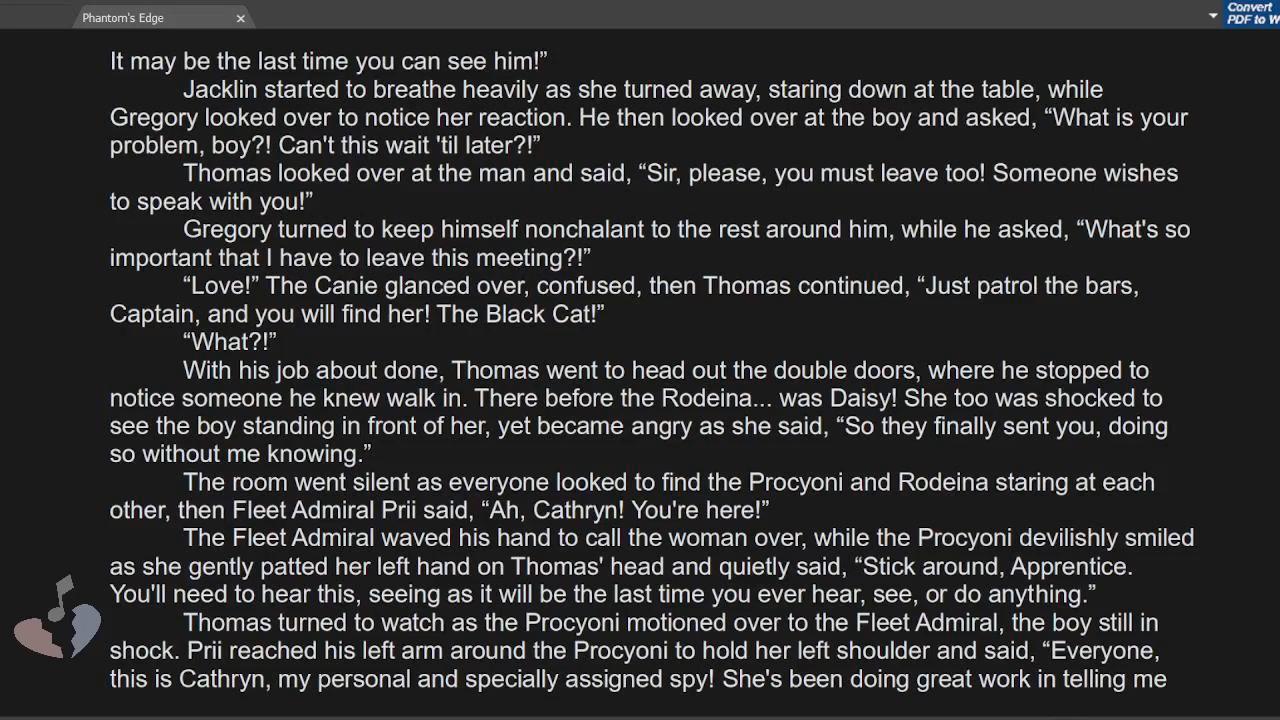 Phantom's Edge
Convert
PDF to W
It may be the last time you can see him!”
Jacklin started to breathe heavily as she turned away, staring down at the table, while
Gregory looked over to notice her reaction. He then looked over at the boy and asked, “What is your
problem, boy?! Can't this wait 'til later?!”
Thomas looked over at the man and said, “Sir, please, you must leave too! Someone wishes
to speak with you!”
Gregory turned to keep himself nonchalant to the rest around him, while he asked, “What's so
important that I have to leave this meeting?!”
“Love!” The Canie glanced over, confused, then Thomas continued, “Just patrol the bars,
Captain, and you will find her! The Black Cat!”
“What?!”
With his job about done, Thomas went to head out the double doors, where he stopped to
notice someone he knew walk in. There before the Rodeina... was Daisy! She too was shocked to
see the boy standing in front of her, yet became angry as she said, “So they finally sent you, doing
so without me knowing.”
The room went silent as everyone looked to find the Procyoni and Rodeina staring at each
other, then Fleet Admiral Prii said, “Ah, Cathryn! You're here!”
The Fleet Admiral waved his hand to call the woman over, while the Procyoni devilishly smiled
as she gently patted her left hand on Thomas' head and quietly said, “Stick around, Apprentice.
You'll need to hear this, seeing as it will be the last time you ever hear, see, or do anything.”
Thomas turned to watch as the Procyoni motioned over to the Fleet Admiral, the boy still in
shock. Prii reached his left arm around the Procyoni to hold her left shoulder and said, “Everyone,
this is Cathryn, my personal and specially assigned spy! She's been doing great work in telling me